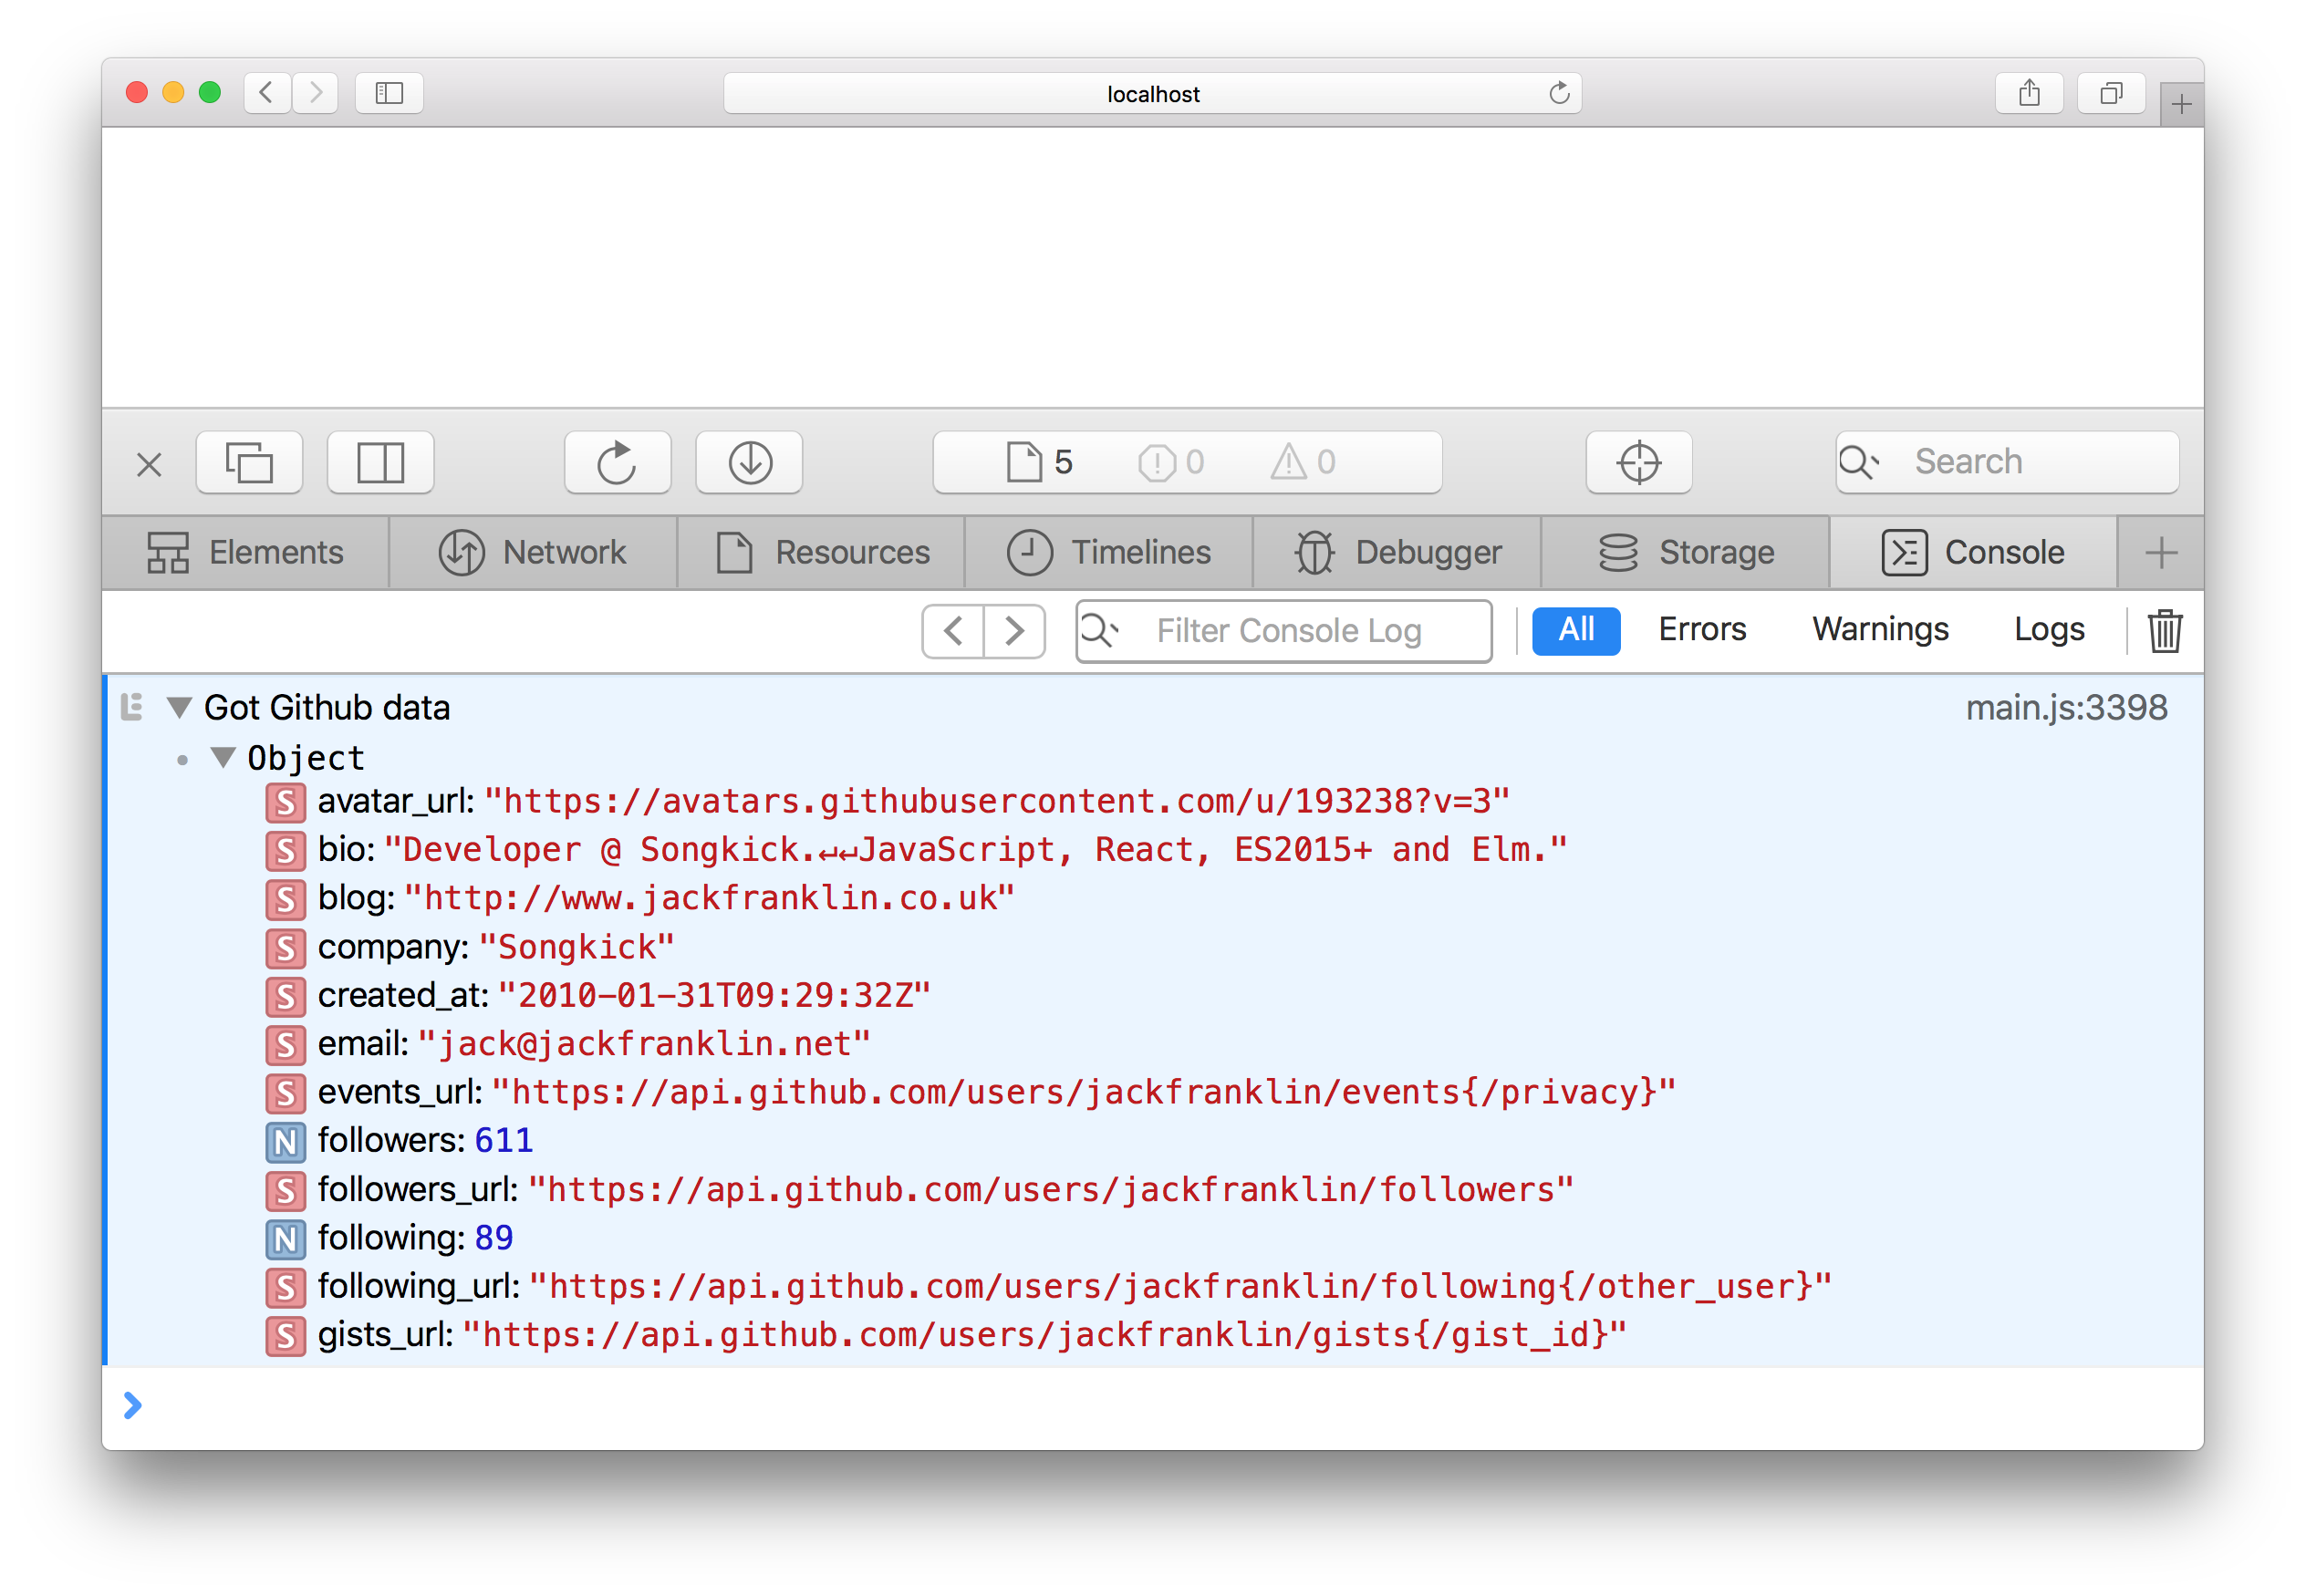 localhost
5 0 0 Search
Elements Network Resources Timelines Debugger Storage Console
Filter Console Log All Errors Warnings Logs
Got Github data main.js:3398
Object
S avatar_url: "https://avatars.githubusercontent.com/u/193238?v=3"
S bio: "Developer @ Songkick.↵↵JavaScript, React, ES2015+ and Elm."
S blog: "http://www.jackfranklin.co.uk"
S company: "Songkick"
S created_at: "2010-01-31T09:29:32Z"
S email: "jack@jackfranklin.net"
S events_url: "https://api.github.com/users/jackfranklin/events{/privacy}"
N followers: 611
S followers_url: "https://api.github.com/users/jackfranklin/followers"
N following: 89
S following_url: "https://api.github.com/users/jackfranklin/following{/other_user}"
S gists_url: "https://api.github.com/users/jackfranklin/gists{/gist_id}"